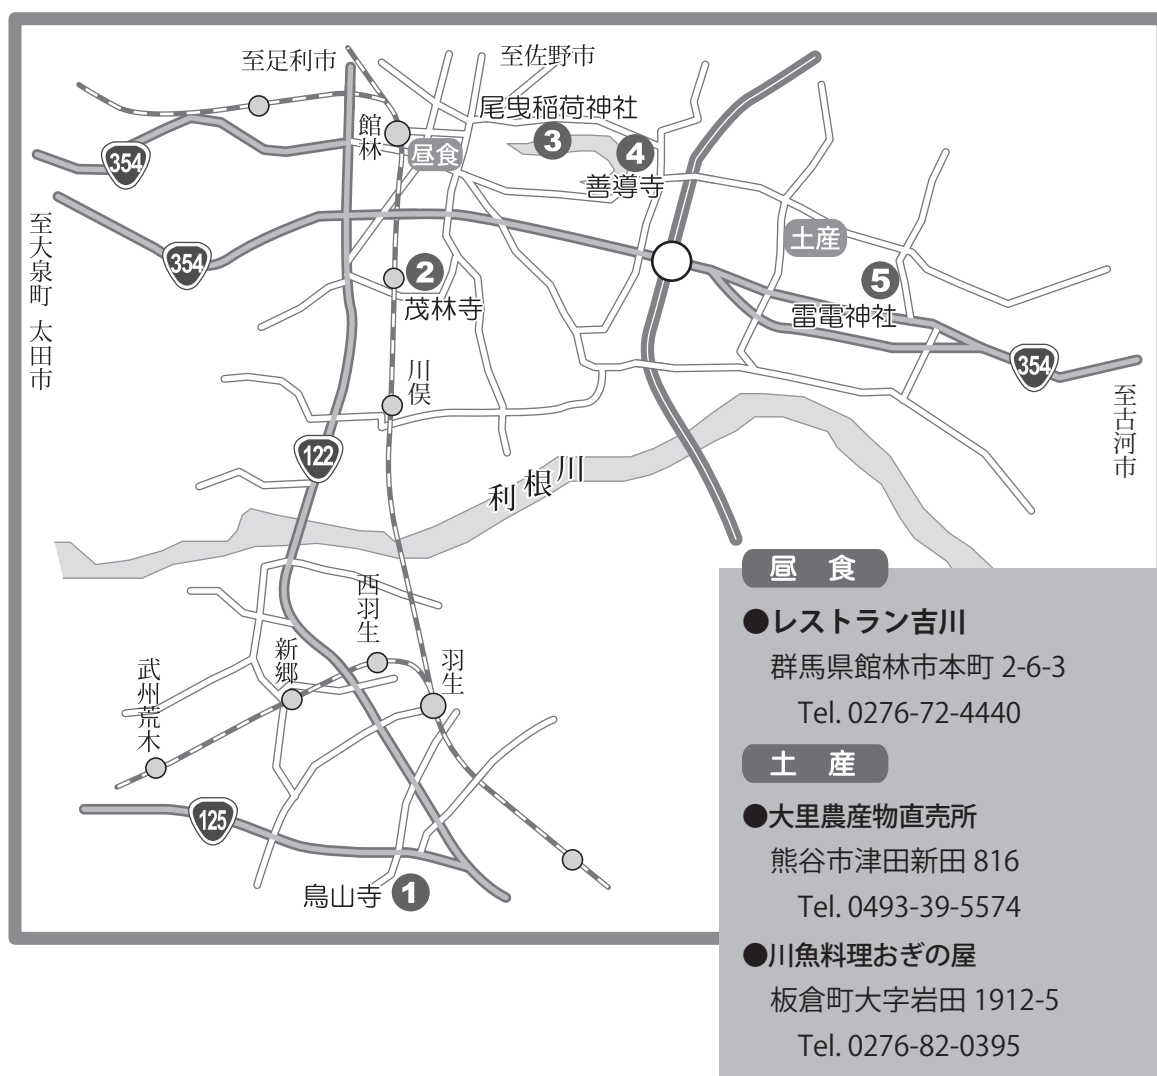 至足利市
至佐野市
尾曳稲荷神社
3
4
館林
昼食
善導寺
354
354
至大泉町 太田市
土産
2
5
茂林寺
雷電神社
354
川俣
至古河市
122
利根川
西羽生
新郷
羽生
武州荒木
125
鳥山寺
1
昼 食
●レストラン吉川
群馬県館林市本町 2-6-3
Tel. 0276-72-4440
土 産
●大里農産物直売所
熊谷市津田新田 816
Tel. 0493-39-5574
●川魚料理おぎの屋
板倉町大字岩田 1912-5
Tel. 0276-82-0395